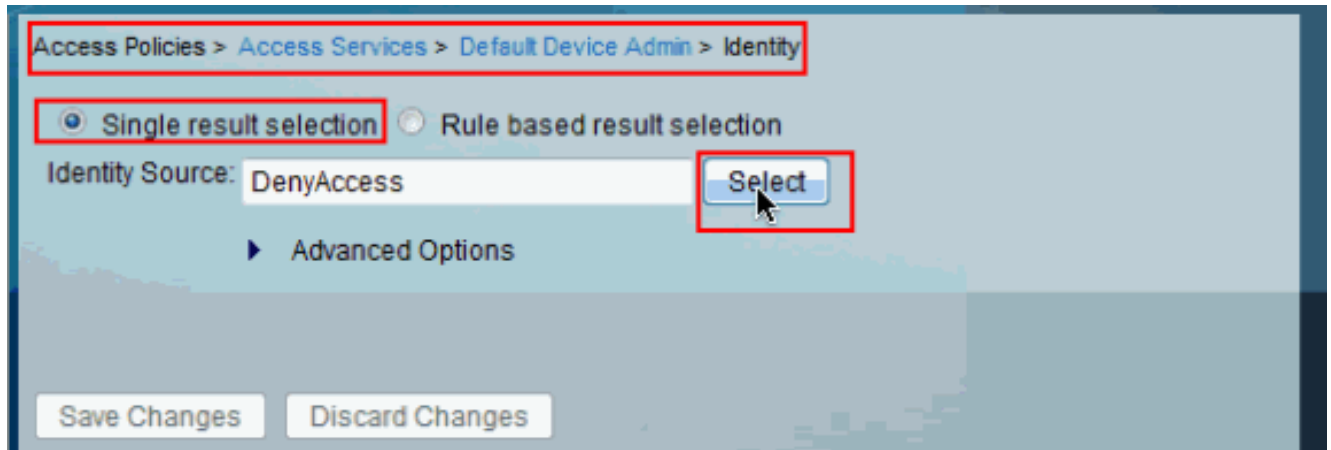 Access Policies > Access Services > Default Device Admin > Identity
Single result selection Rule based result selection
Identity Source: DenyAccess Select
Advanced Options
Save Changes Discard Changes